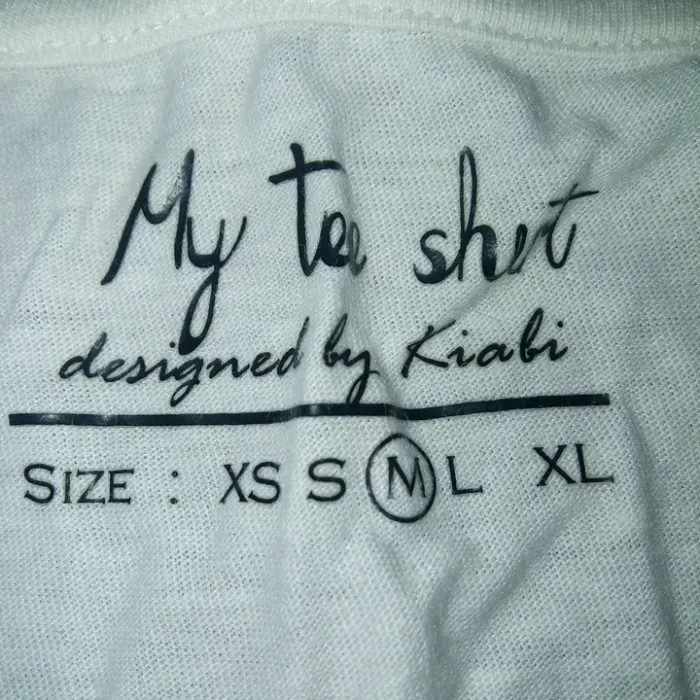 My tee shirt
designed by Kiabi
SIZE : XS S M L XL